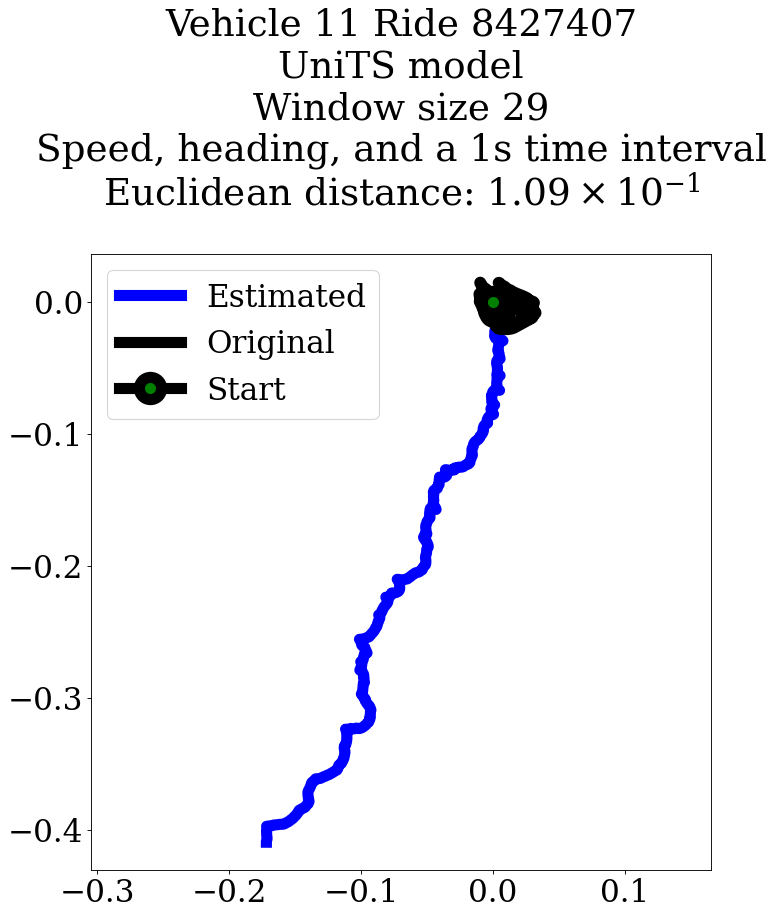 Vehicle 11 Ride 8427407
UniTS model
Window size 29
Speed, heading, and a 1s time interval
Euclidean distance: 1.09 × 10⁻¹
Estimated
Original
Start
0.0
−0.1
−0.2
−0.3
−0.4
−0.3 −0.2 −0.1 0.0 0.1